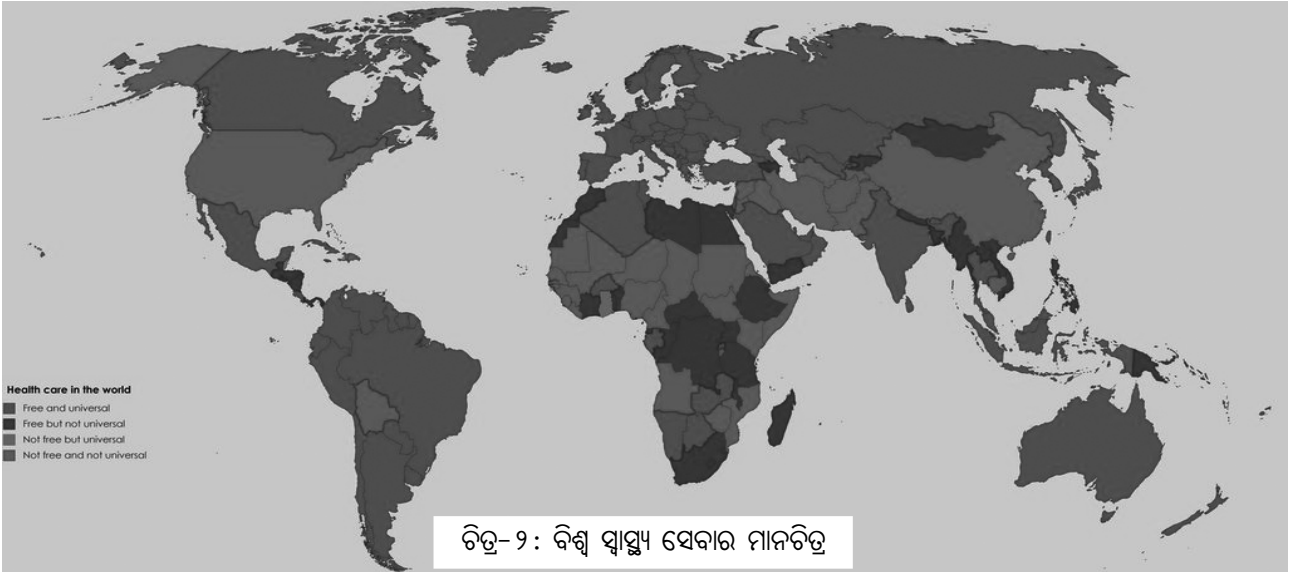 Health care in the world
Free and universal
Free but not universal
Not free but universal
Not free and not universal
ଚିତ୍ର-୨: ବିଶ୍ୱ ସ୍ୱାସ୍ଥ୍ୟ ସେବାର ମାନଚିତ୍ର